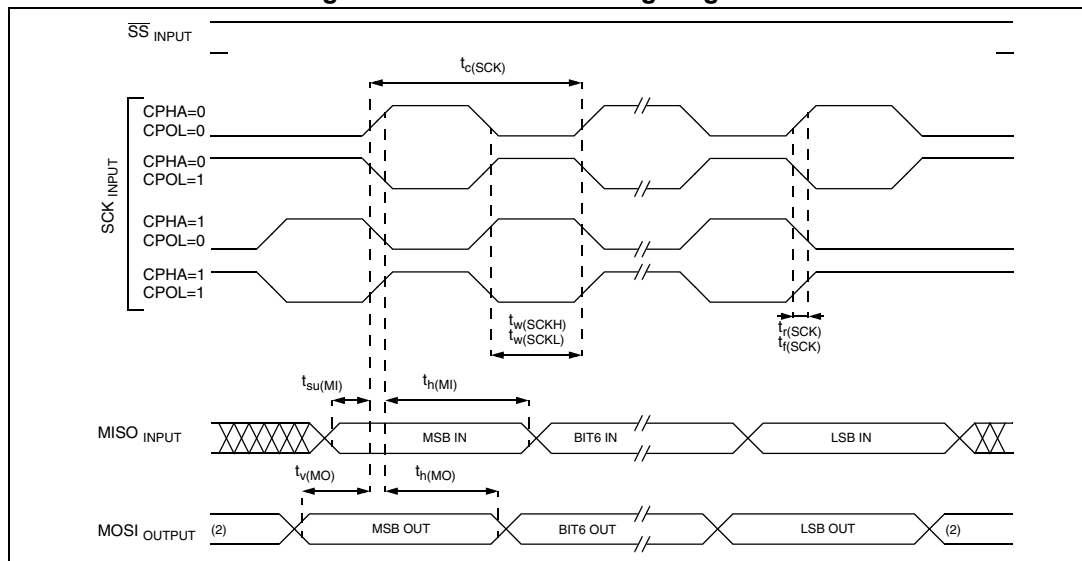 SS INPUT
tc(SCK)
SCK INPUT
CPHA=0
CPOL=0
CPHA=0
CPOL=1
CPHA=1
CPOL=0
CPHA=1
CPOL=1
tw(SCKH)
tw(SCKL)
tr(SCK)
tf(SCK)
tsu(MI)
th(MI)
MISO INPUT
MSB IN
BIT6 IN
LSB IN
tv(MO)
th(MO)
MOSI OUTPUT
(2)
MSB OUT
BIT6 OUT
LSB OUT
(2)